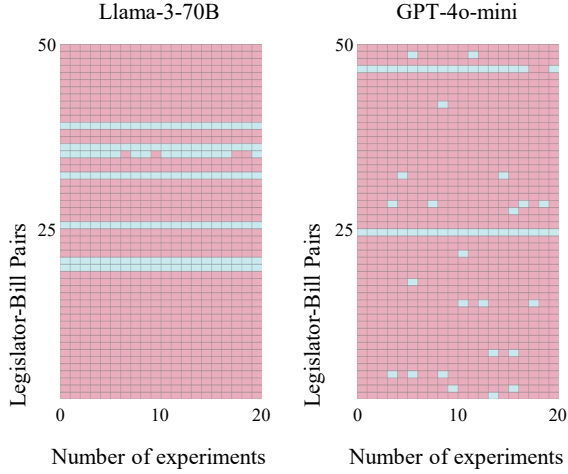 Llama-3-70B
GPT-4o-mini
Legislator-Bill Pairs
50
25
0
10
20
Number of experiments
Legislator-Bill Pairs
50
25
0
10
20
Number of experiments